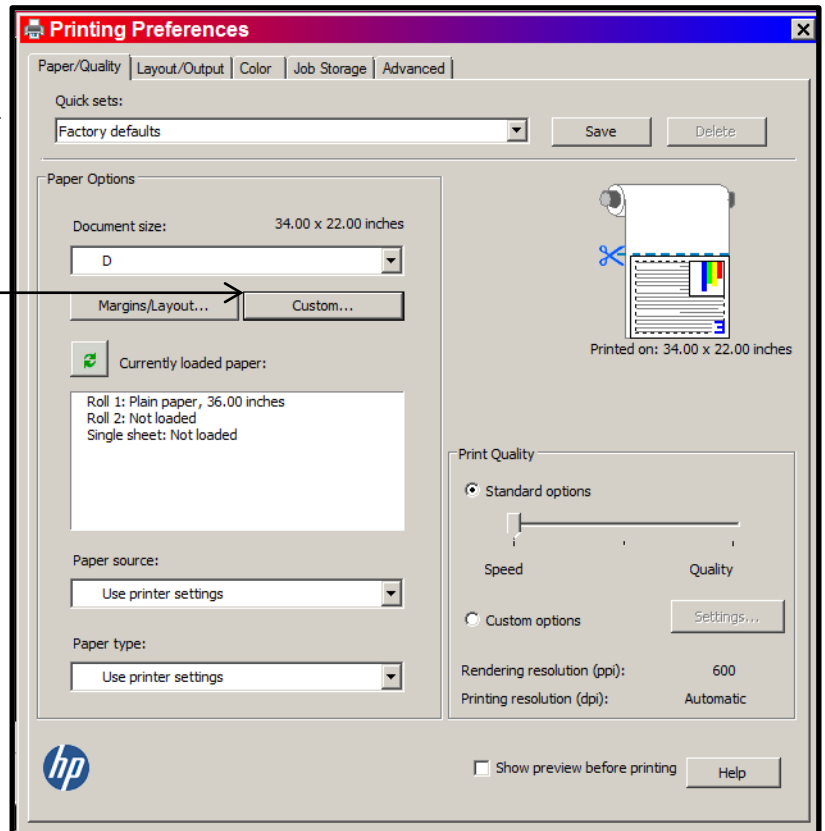 Printing Preferences
Paper/Quality Layout/Output Color Job Storage Advanced
Quick sets:
Factory defaults Save Delete
Paper Options
Document size: 34.00 x 22.00 inches
D
Margins/Layout... Custom...
Currently loaded paper:
Roll 1: Plain paper, 36.00 inches
Roll 2: Not loaded
Single sheet: Not loaded
Paper source:
Use printer settings
Paper type:
Use printer settings
3
Printed on: 34.00 x 22.00 inches
Print Quality
Standard options
Speed Quality
Custom options Settings...
Rendering resolution (ppi): 600
Printing resolution (dpi): Automatic
hp
Show preview before printing Help